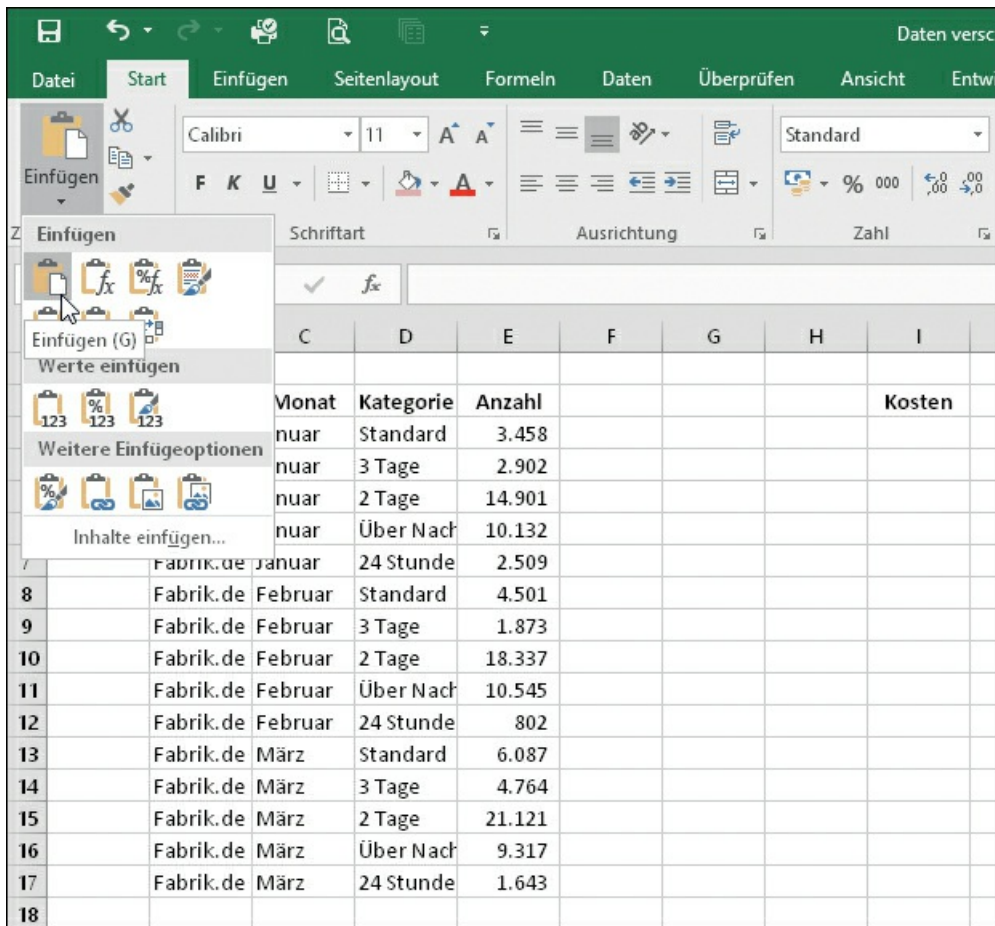 Daten versc
Datei Start Einfügen Seitenlayout Formeln Daten Überprüfen Ansicht Entw
Einfügen
Calibri 11 A A Standard
F K U A % 000
Z Schriftart Ausrichtung Zahl
Einfügen
fx
Einfügen (G)
Werte einfügen
123 123 123
Weitere Einfügeoptionen
Inhalte einfügen...
C D E F G H I
Monat Kategorie Anzahl Kosten
nuar Standard 3.458
nuar 3 Tage 2.902
nuar 2 Tage 14.901
nuar Über Nach 10.132
7 Fabrik.de Januar 24 Stunde 2.509
8 Fabrik.de Februar Standard 4.501
9 Fabrik.de Februar 3 Tage 1.873
10 Fabrik.de Februar 2 Tage 18.337
11 Fabrik.de Februar Über Nach 10.545
12 Fabrik.de Februar 24 Stunde 802
13 Fabrik.de März Standard 6.087
14 Fabrik.de März 3 Tage 4.764
15 Fabrik.de März 2 Tage 21.121
16 Fabrik.de März Über Nach 9.317
17 Fabrik.de März 24 Stunde 1.643
18